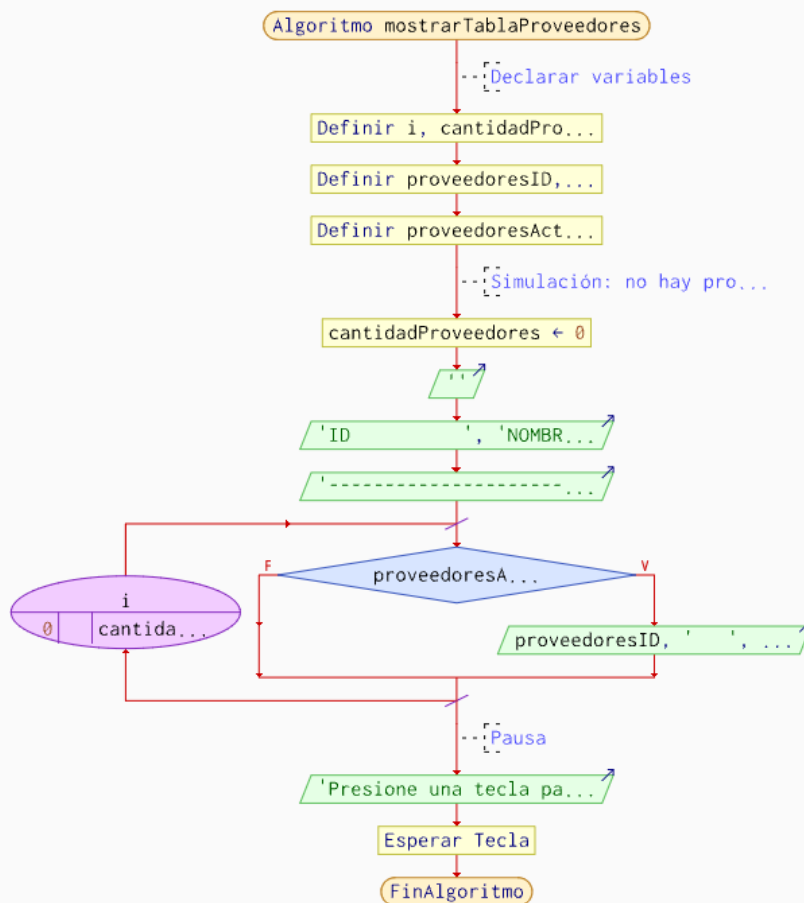 Algoritmo mostrarTablaProveedores
Declarar variables
Definir i, cantidadPro...
Definir proveedoresID,...
Definir proveedoresAct...
Simulación: no hay pro...
cantidadProveedores ← 0
''
'ID          ', 'NOMBR...
'---------------------...
F
V
proveedoresA...
i
0 cantida...
proveedoresID, '   ', ...
Pausa
'Presione una tecla pa...
Esperar Tecla
FinAlgoritmo